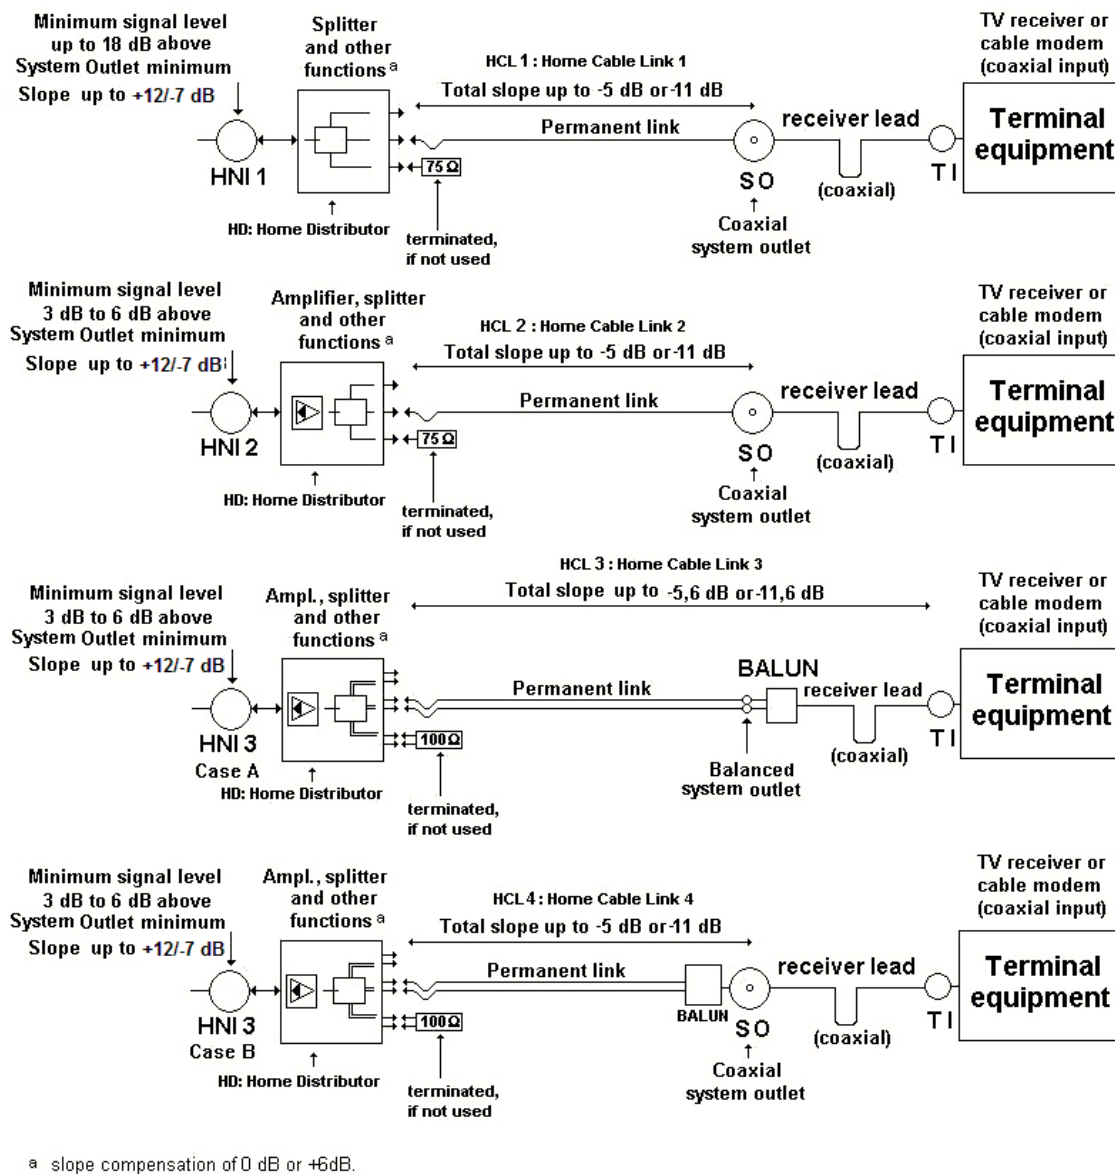 Minimum signal level
up to 18 dB above
System Outlet minimum
Slope up to +12/-7 dB
HNI 1
Splitter
and other
functions a
HD: Home Distributor
HCL 1 : Home Cable Link 1
Total slope up to -5 dB or -11 dB
Permanent link
75 Ω
terminated,
if not used
SO
Coaxial
system outlet
receiver lead
(coaxial)
TI
TV receiver or
cable modem
(coaxial input)
Terminal
equipment
Minimum signal level
3 dB to 6 dB above
System Outlet minimum
Slope up to +12/-7 dB
HNI 2
Amplifier, splitter
and other
functions a
HD: Home Distributor
HCL 2 : Home Cable Link 2
Total slope up to -5 dB or -11 dB
Permanent link
75 Ω
terminated,
if not used
SO
Coaxial
system outlet
receiver lead
(coaxial)
TI
TV receiver or
cable modem
(coaxial input)
Terminal
equipment
Minimum signal level
3 dB to 6 dB above
System Outlet minimum
Slope up to +12/-7 dB
HNI 3
Case A
Ampl., splitter
and other
functions a
HD: Home Distributor
HCL 3 : Home Cable Link 3
Total slope up to -5,6 dB or -11,6 dB
Permanent link
100 Ω
terminated,
if not used
BALUN
Balanced
system outlet
receiver lead
(coaxial)
TI
TV receiver or
cable modem
(coaxial input)
Terminal
equipment
Minimum signal level
3 dB to 6 dB above
System Outlet minimum
Slope up to +12/-7 dB
HNI 3
Case B
Ampl., splitter
and other
functions a
HD: Home Distributor
HCL 4 : Home Cable Link 4
Total slope up to -5 dB or -11 dB
Permanent link
100 Ω
terminated,
if not used
BALUN
SO
Coaxial
system outlet
receiver lead
(coaxial)
TI
TV receiver or
cable modem
(coaxial input)
Terminal
equipment
a slope compensation of 0 dB or +6dB.